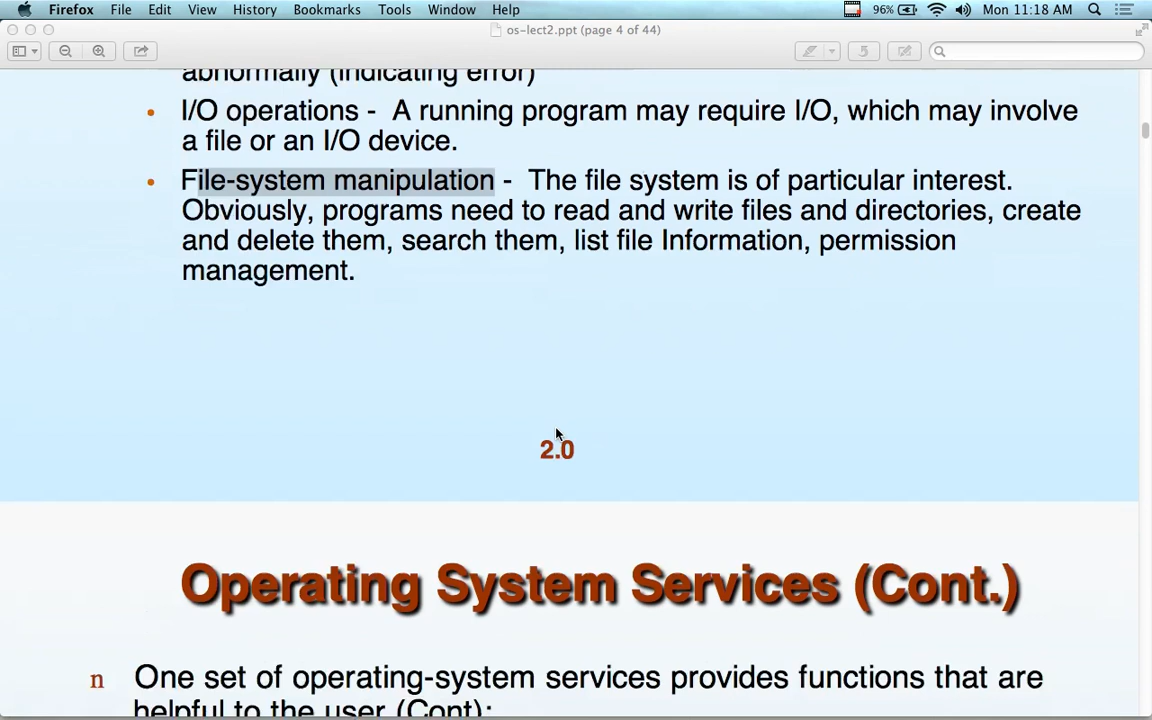 Firefox File Edit View History Bookmarks Tools Window Help 96% Mon 11:18 AM
os-lect2.ppt (page 4 of 44)
abnormally (indicating error)
• I/O operations - A running program may require I/O, which may involve
a file or an I/O device.
• File-system manipulation - The file system is of particular interest.
Obviously, programs need to read and write files and directories, create
and delete them, search them, list file Information, permission
management.
2.0
Operating System Services (Cont.)
n One set of operating-system services provides functions that are
helpful to the user (Cont):